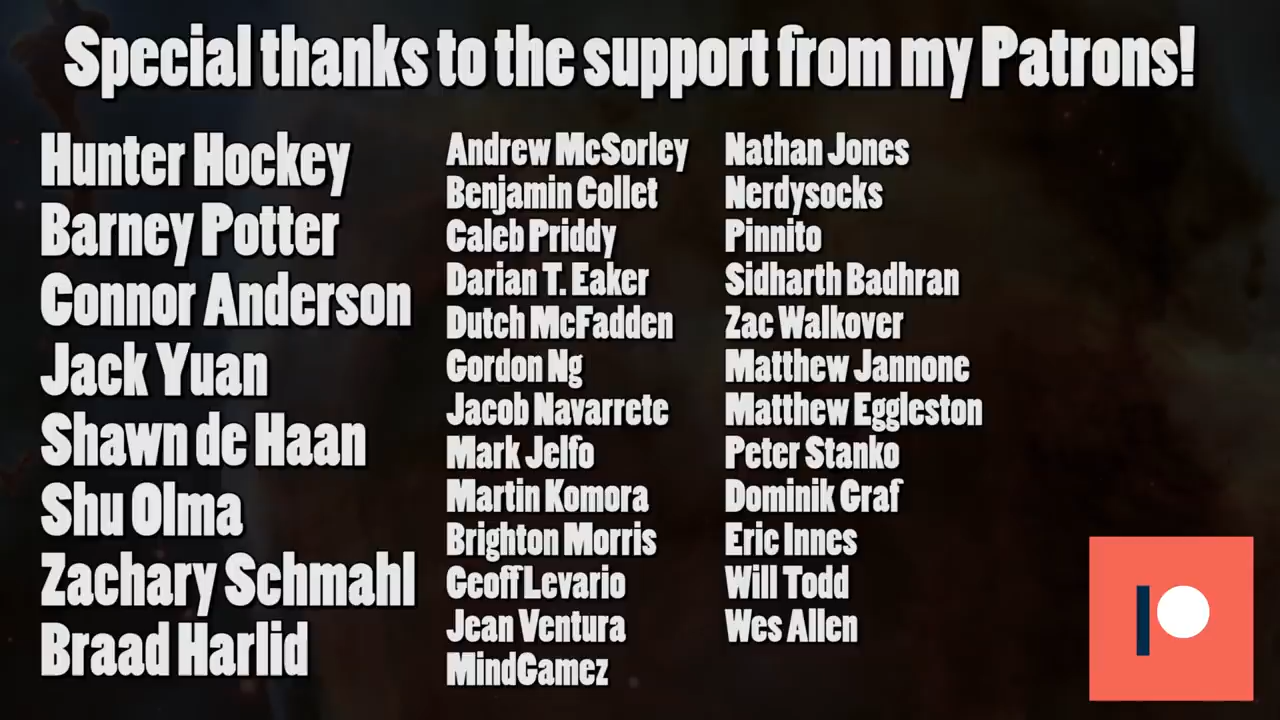 Special thanks to the support from my Patrons!
Hunter Hockey
Barney Potter
Connor Anderson
Jack Yuan
Shawn de Haan
Shu Olma
Zachary Schmahl
Braad Harlid
Andrew McSorley
Benjamin Collet
Caleb Priddy
Darian T. Eaker
Dutch McFadden
Gordon Ng
Jacob Navarrete
Mark Jelfo
Martin Komora
Brighton Morris
Geoff Levario
Jean Ventura
MindGamez
Nathan Jones
Nerdysocks
Pinnito
Sidharth Badhran
Zac Walkover
Matthew Jannone
Matthew Eggleston
Peter Stanko
Dominik Graf
Eric Innes
Will Todd
Wes Allen